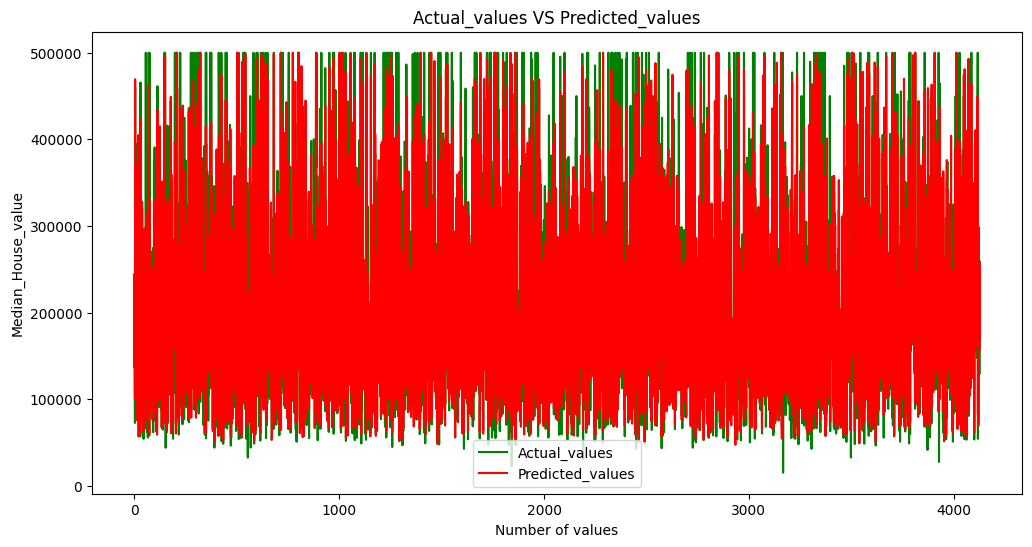 Actual_values VS Predicted_values
500000
400000
300000
200000
100000
0
Median_House_value
0
1000
2000
3000
4000
Number of values
Actual_values
Predicted_values